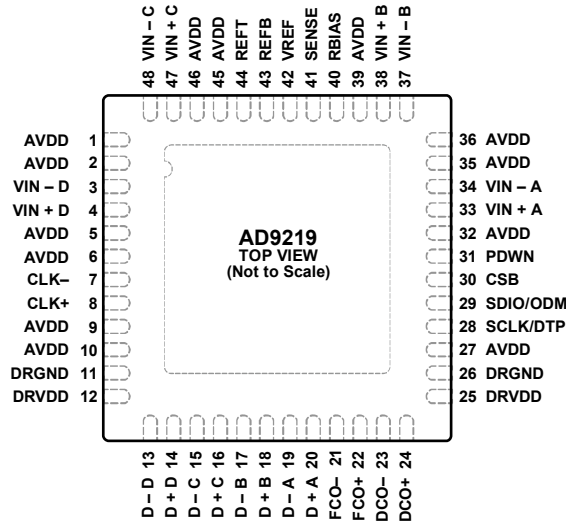 48 VIN – C
47 VIN + C
46 AVDD
45 AVDD
44 REFT
43 REFB
42 VREF
41 SENSE
40 RBIAS
39 AVDD
38 VIN + B
37 VIN – B
AVDD 1
AVDD 2
VIN – D 3
VIN + D 4
AVDD 5
AVDD 6
CLK– 7
CLK+ 8
AVDD 9
AVDD 10
DRGND 11
DRVDD 12
AD9219
TOP VIEW
(Not to Scale)
36 AVDD
35 AVDD
34 VIN – A
33 VIN + A
32 AVDD
31 PDWN
30 CSB
29 SDIO/ODM
28 SCLK/DTP
27 AVDD
26 DRGND
25 DRVDD
D – D 13
D + D 14
D – C 15
D + C 16
D – B 17
D + B 18
D – A 19
D + A 20
FCO– 21
FCO+ 22
DCO– 23
DCO+ 24